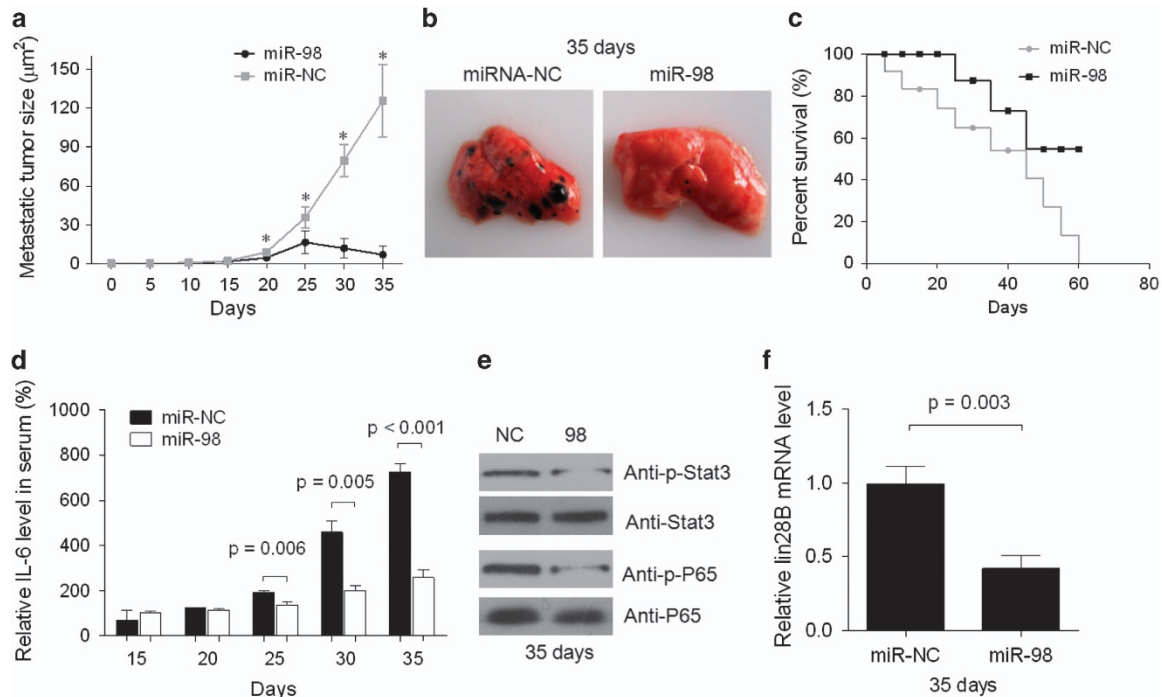 a
miR-98
miR-NC
Metastatic tumor size (μm²)
150
120
90
60
30
0
* * * * *
0 5 10 15 20 25 30 35
Days
b
35 days
miRNA-NC miR-98
c
miR-NC
miR-98
Percent survival (%)
100
80
60
40
20
0
0 20 40 60 80
Days
d
miR-NC
miR-98
Relative IL-6 level in serum (%)
1000
800
600
400
200
0
p < 0.001
p = 0.005
p = 0.006
15 20 25 30 35
Days
e
NC 98
Anti-p-Stat3
Anti-Stat3
Anti-p-P65
Anti-P65
35 days
f
Relative lin28B mRNA level
1.5
1.0
0.5
0.0
p = 0.003
miR-NC miR-98
35 days